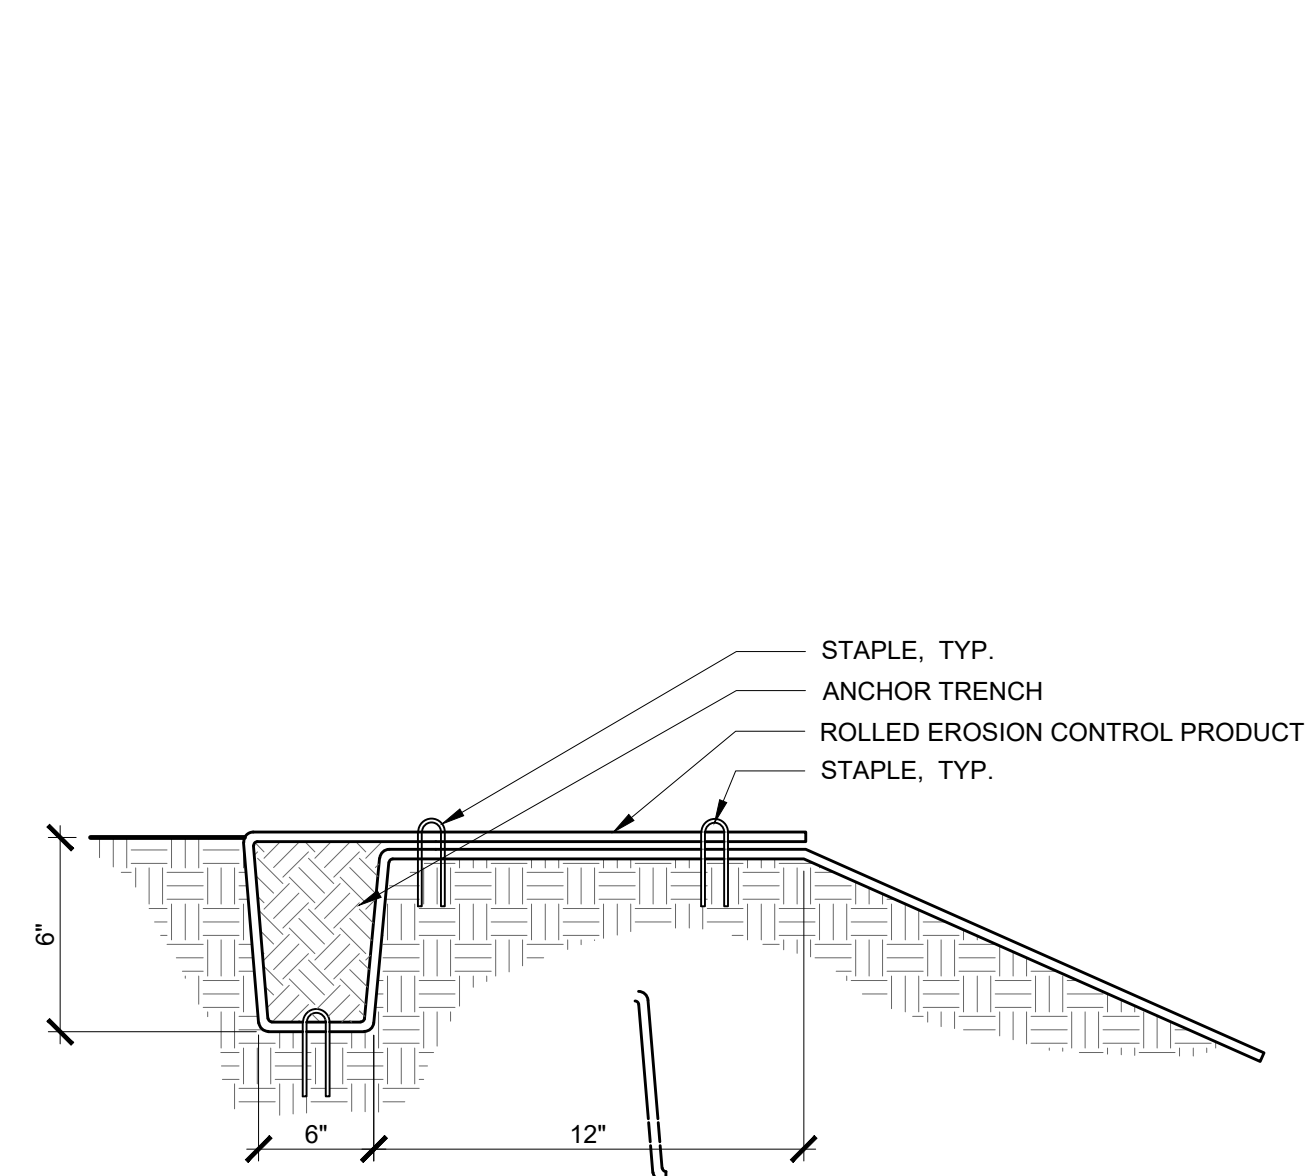 STAPLE, TYP.
ANCHOR TRENCH
ROLLED EROSION CONTROL PRODUCT
STAPLE, TYP.
6"
6"
12"